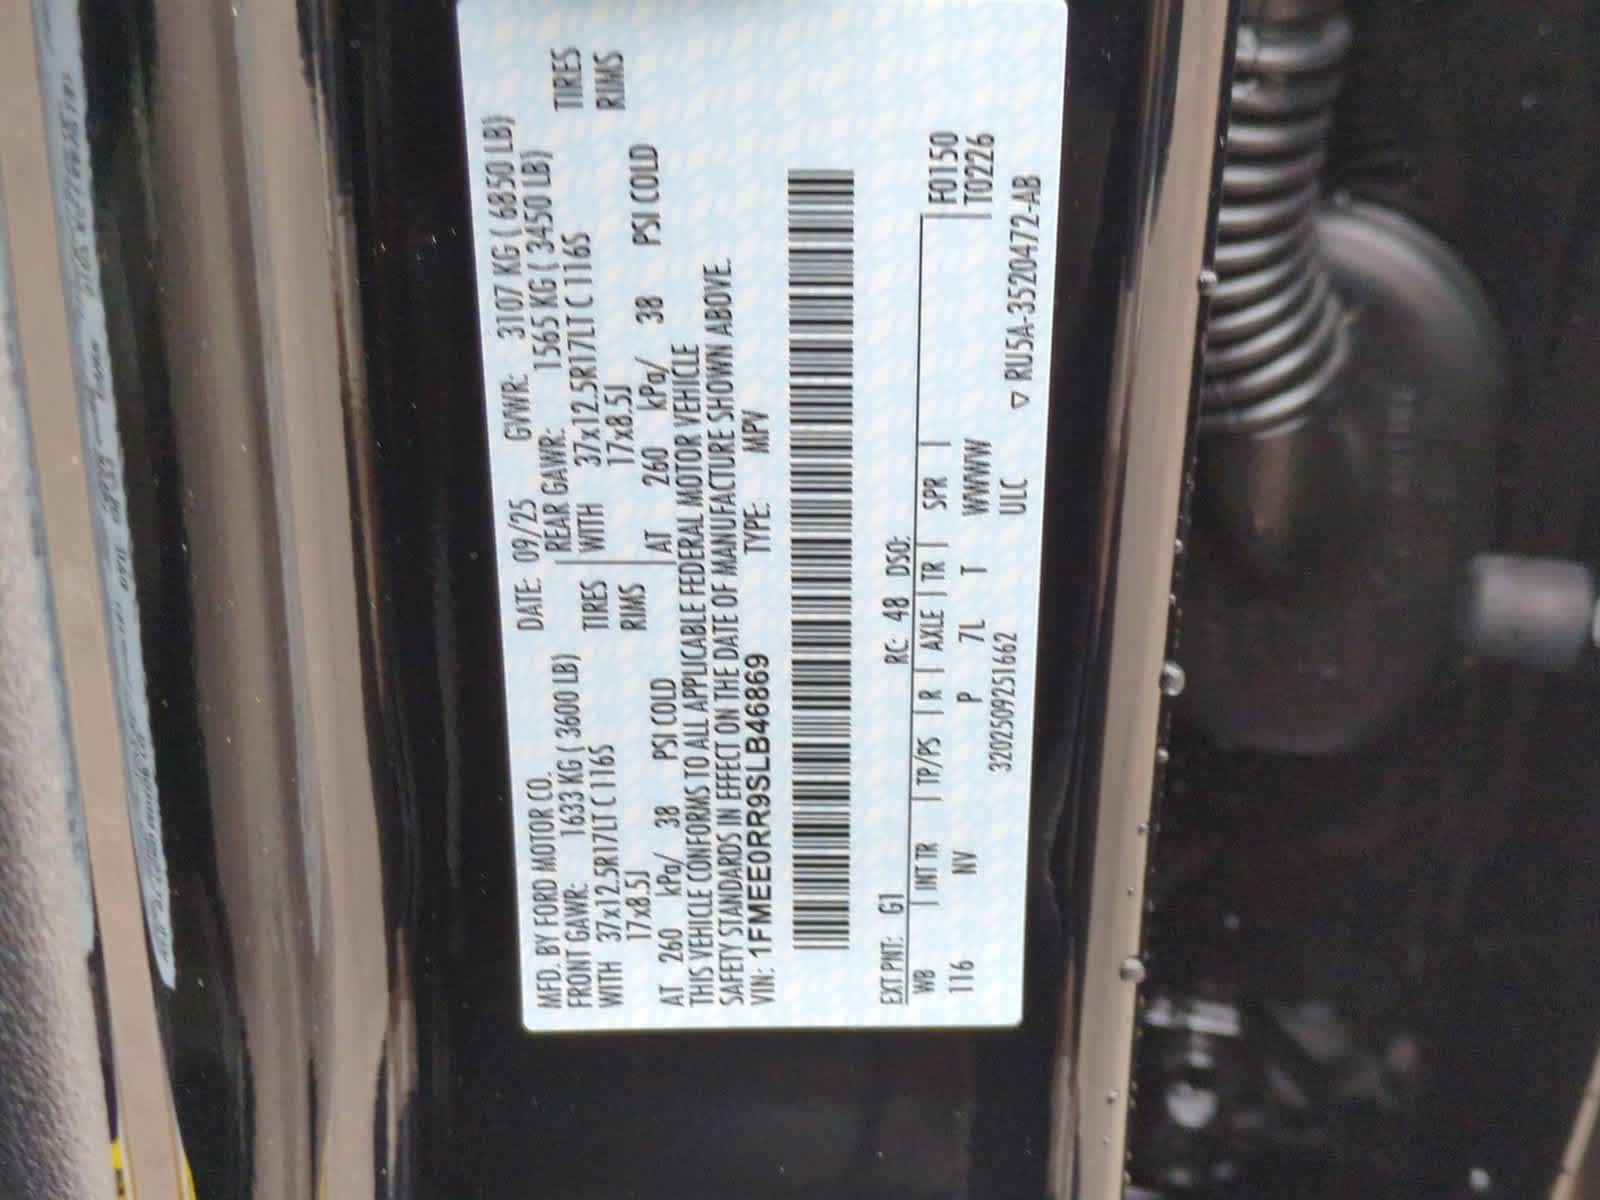 MFD. BY FORD MOTOR CO.
DATE: 09/25 GVWR: 3107 KG ( 6850 LB)
FRONT GAWR: 1633 KG ( 3600 LB)
REAR GAWR: 1565 KG ( 3450 LB)
WITH 37x12.5R17LT C 116S TIRES
WITH 37x12.5R17LT C 116S TIRES
17x8.5J RIMS
17x8.5J RIMS
AT 260 kPa/ 38 PSI COLD
AT 260 kPa/ 38 PSI COLD
THIS VEHICLE CONFORMS TO ALL APPLICABLE FEDERAL MOTOR VEHICLE
SAFETY STANDARDS IN EFFECT ON THE DATE OF MANUFACTURE SHOWN ABOVE.
VIN: 1FMEE0RR9SLB46869 TYPE: MPV
EXT PNT: G1 RC: 48 DSO:
WB | INT TR | TP/PS | R | AXLE | TR | SPR | F0150
116 NV P 7L T WWWW T0226
3202509251662 ULC ▽ RU5A-3520472-AB